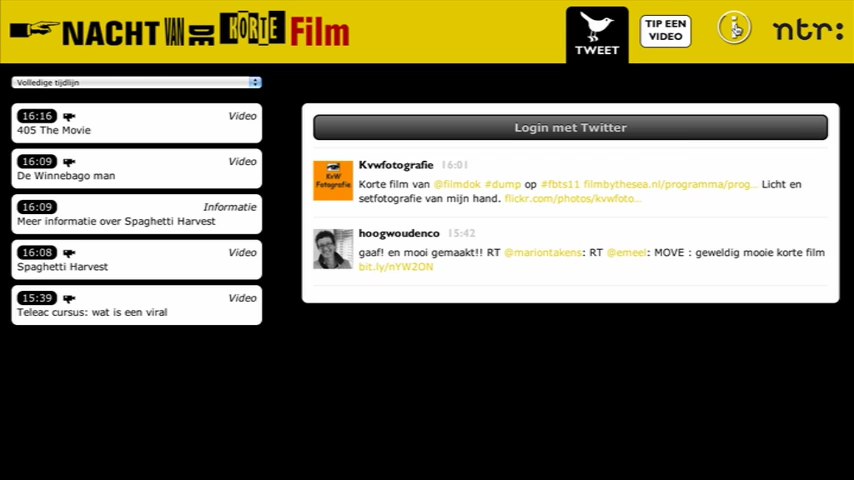 NACHT VAN DE KORTE Film
TWEET
TIP EEN
VIDEO
ntr:
Volledige tijdlijn
16:16 Video
405 The Movie
16:09 Video
De Winnebago man
16:09 Informatie
Meer informatie over Spaghetti Harvest
16:08 Video
Spaghetti Harvest
15:39 Video
Teleac cursus: wat is een viral
Login met Twitter
KvW
Fotografie
Kvwfotografie 16:01
Korte film van @filmdok #dump op #fbts11 filmbythesea.nl/programma/prog... Licht en
setfotografie van mijn hand. flickr.com/photos/kvwfoto...
hoogwoudenco 15:42
gaaf! en mooi gemaakt!! RT @mariontakens: RT @emeel: MOVE : geweldig mooie korte film
bit.ly/nYW2ON